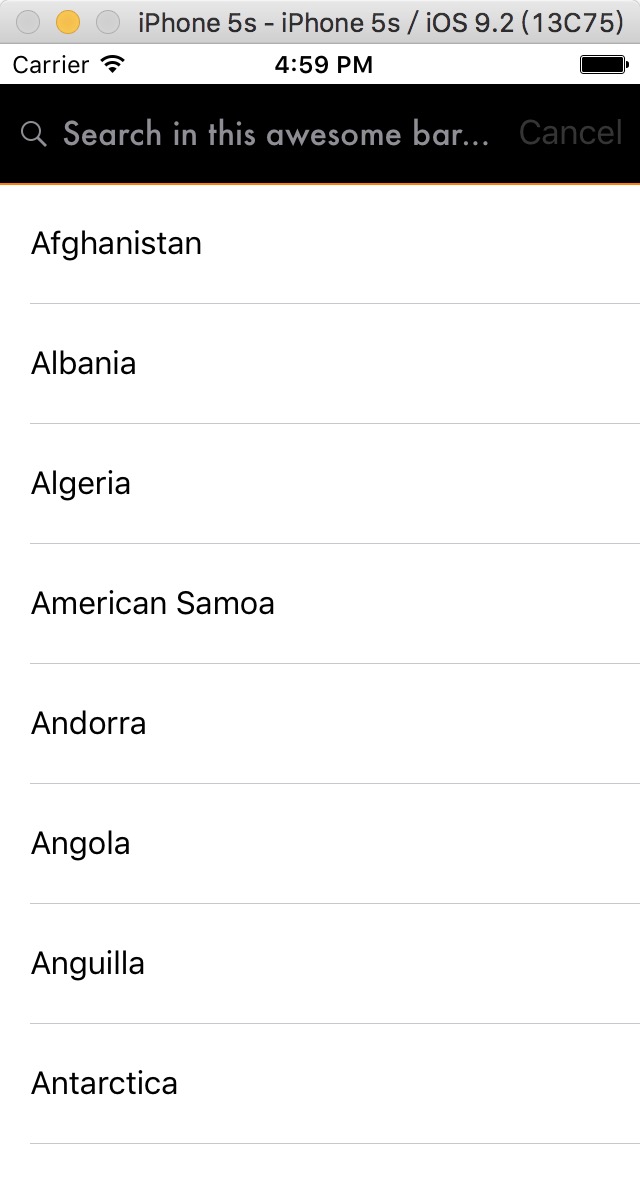 iPhone 5s - iPhone 5s / iOS 9.2 (13C75)
Carrier 4:59 PM
Search in this awesome bar... Cancel
Afghanistan
Albania
Algeria
American Samoa
Andorra
Angola
Anguilla
Antarctica